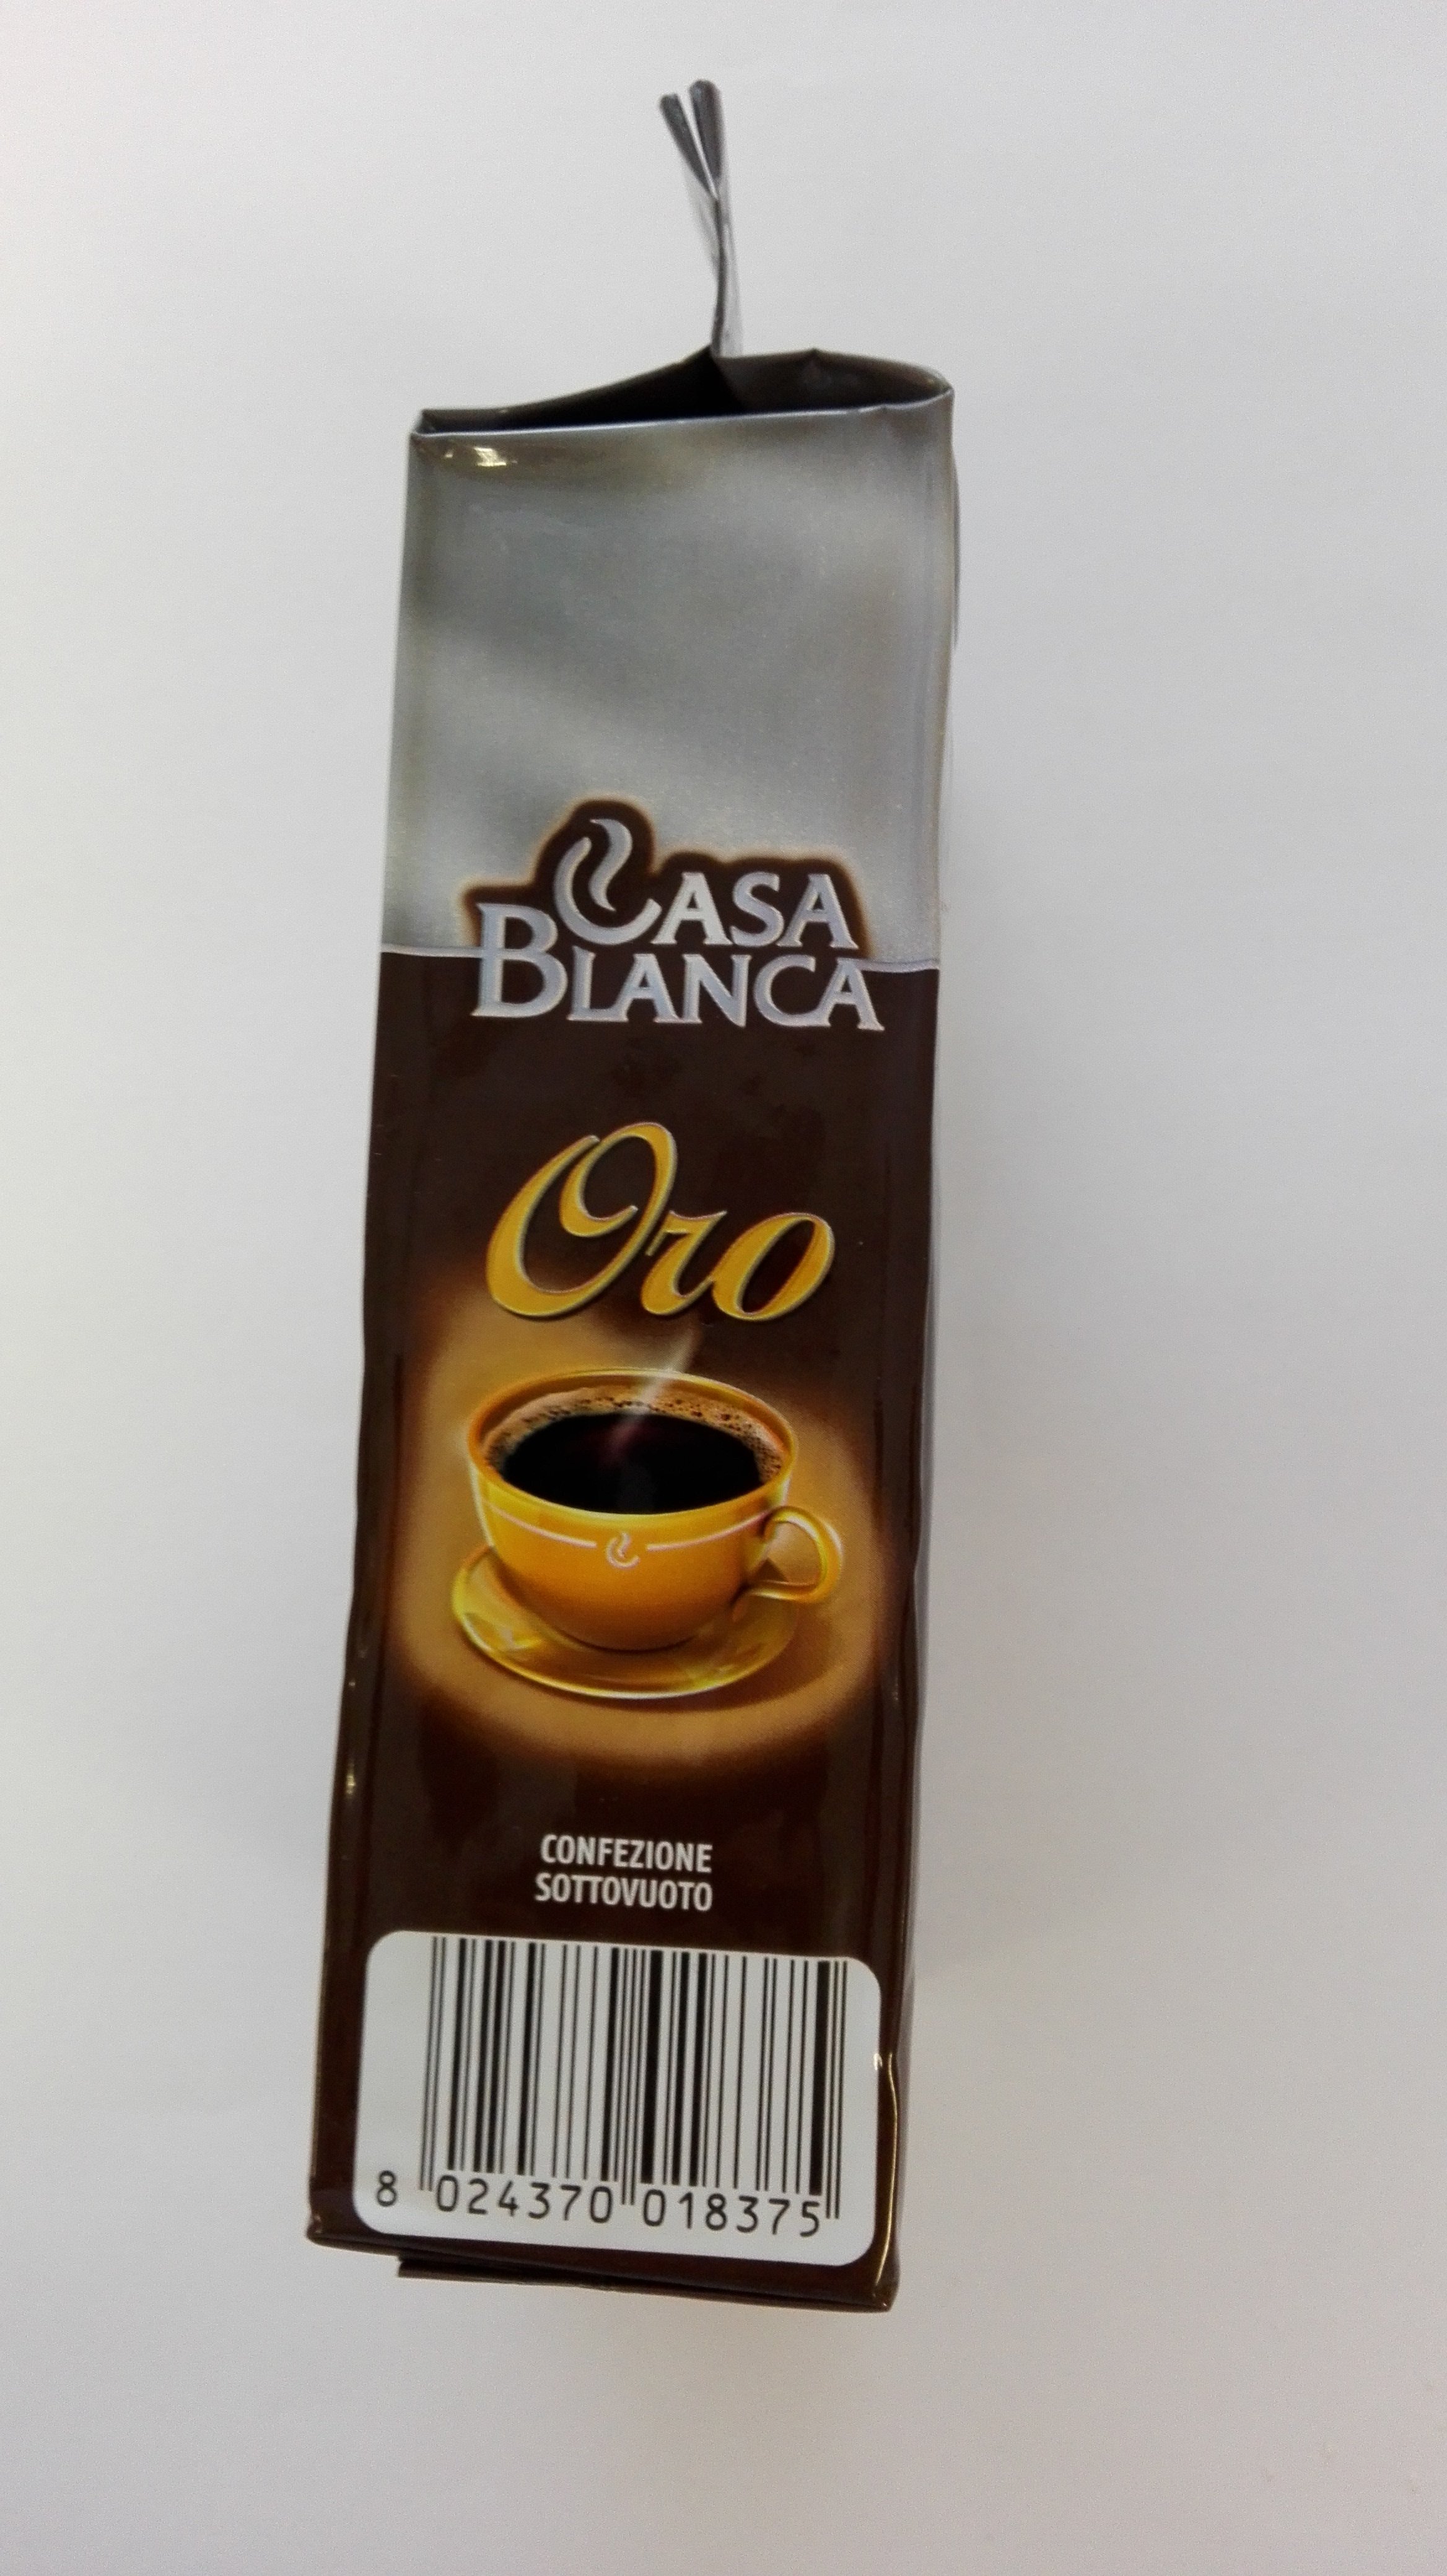 CASA
BLANCA
Oro
CONFEZIONE
SOTTOVUOTO
8 024370 018375